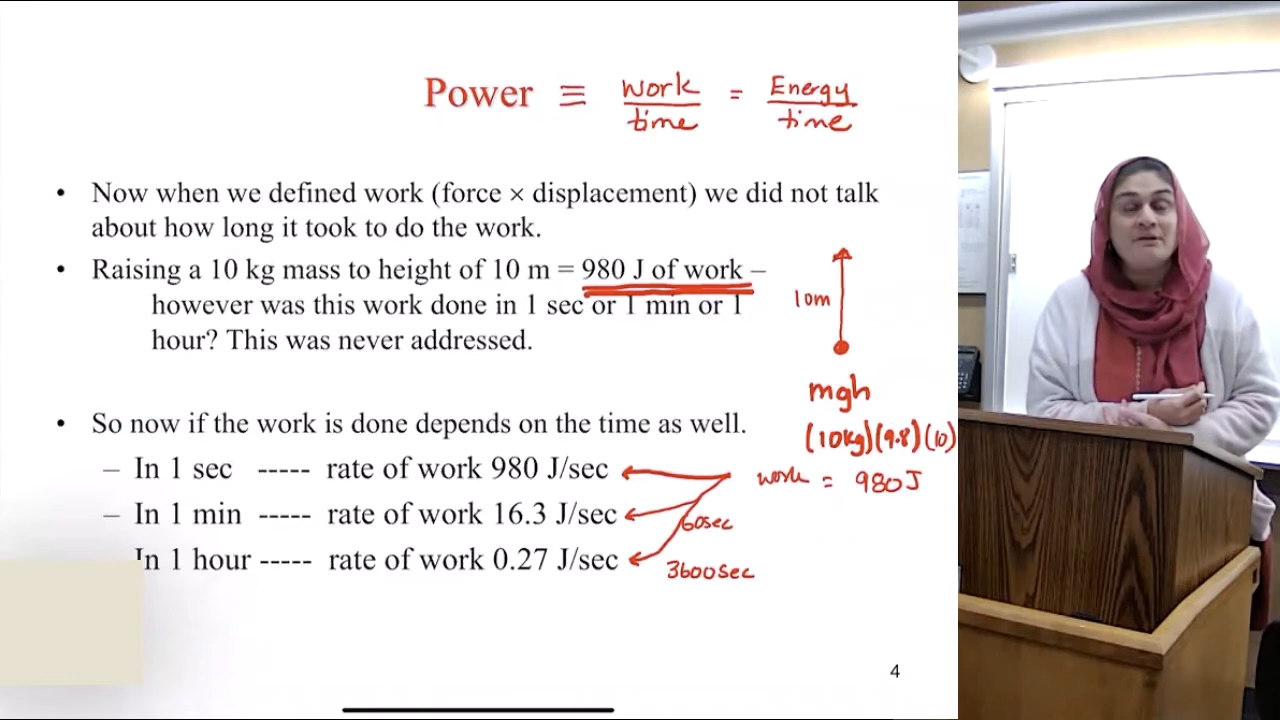 Power ≡ work/time = Energy/time
• Now when we defined work (force × displacement) we did not talk
about how long it took to do the work.
• Raising a 10 kg mass to height of 10 m = 980 J of work –
however was this work done in 1 sec or 1 min or 1
hour? This was never addressed.
10m
mgh
(10kg)(9.8)(10)
work = 980J
• So now if the work is done depends on the time as well.
– In 1 sec ----- rate of work 980 J/sec
– In 1 min ----- rate of work 16.3 J/sec
60sec
In 1 hour ----- rate of work 0.27 J/sec
3600sec
4